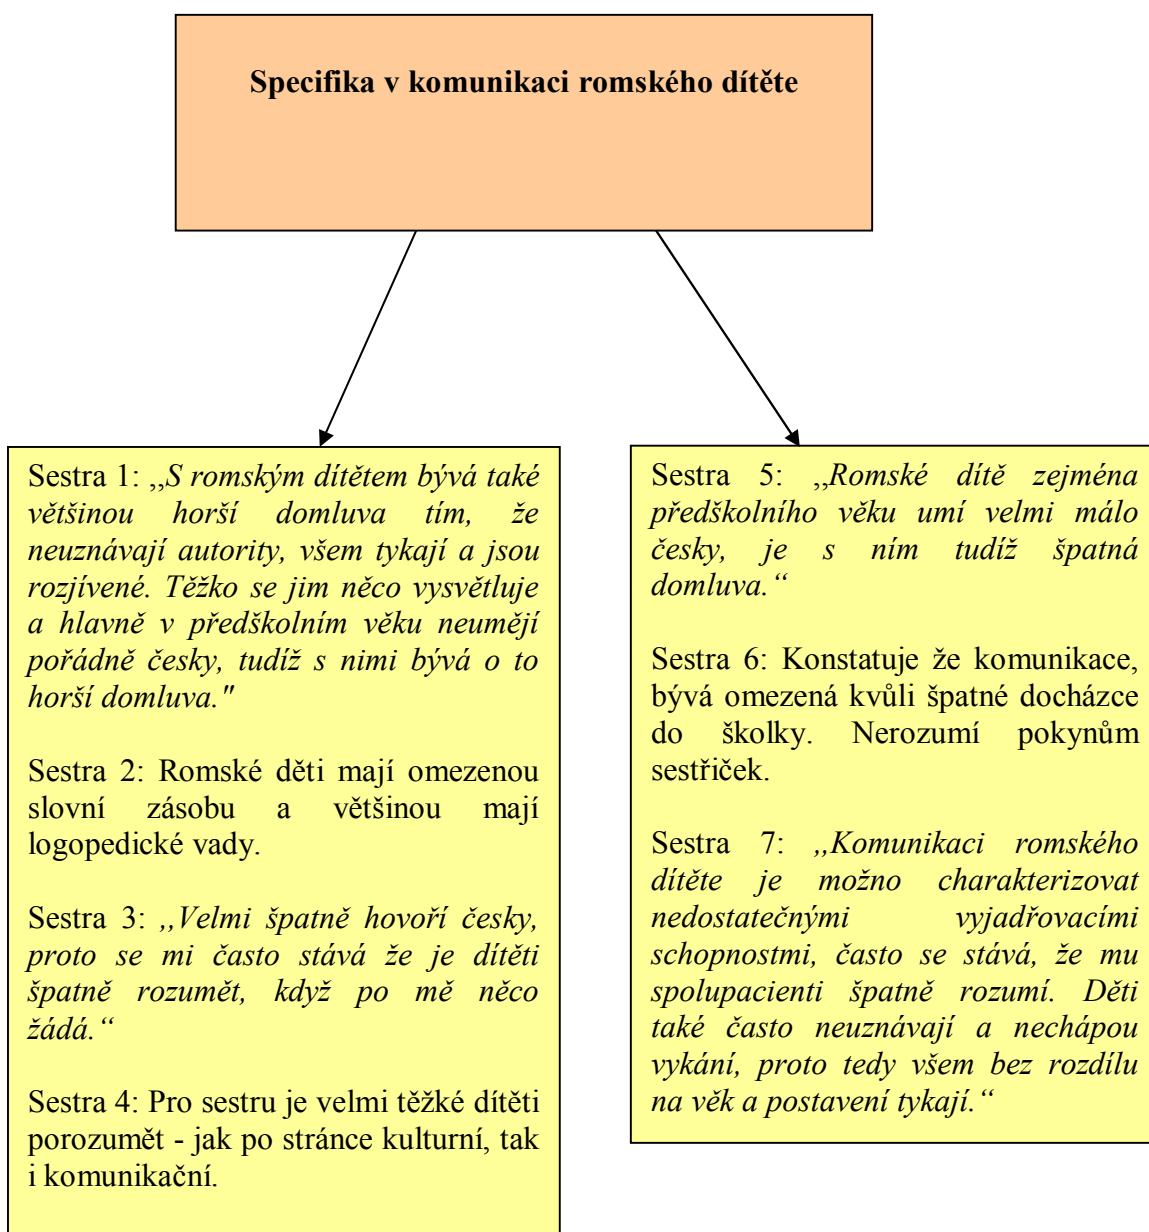 Specifika v komunikaci romského dítěte
Sestra 1: ,,S romským dítětem bývá také
většinou horší domluva tím, že
neuznávají autority, všem tykají a jsou
rozjívené. Těžko se jim něco vysvětluje
a hlavně v předškolním věku neumějí
pořádně česky, tudíž s nimi bývá o to
horší domluva."
Sestra 2: Romské děti mají omezenou
slovní zásobu a většinou mají
logopedické vady.
Sestra 3: ,,Velmi špatně hovoří česky,
proto se mi často stává že je dítěti
špatně rozumět, když po mě něco
žádá.“
Sestra 4: Pro sestru je velmi těžké dítěti
porozumět - jak po stránce kulturní, tak
i komunikační.
Sestra 5: ,,Romské dítě zejména
předškolního věku umí velmi málo
česky, je s ním tudíž špatná
domluva.“
Sestra 6: Konstatuje že komunikace,
bývá omezená kvůli špatné docházce
do školky. Nerozumí pokynům
sestřiček.
Sestra 7: ,,Komunikaci romského
dítěte je možno charakterizovat
nedostatečnými vyjadřovacími
schopnostmi, často se stává, že mu
spolupacienti špatně rozumí. Děti
také často neuznávají a nechápou
vykání, proto tedy všem bez rozdílu
na věk a postavení tykají.“